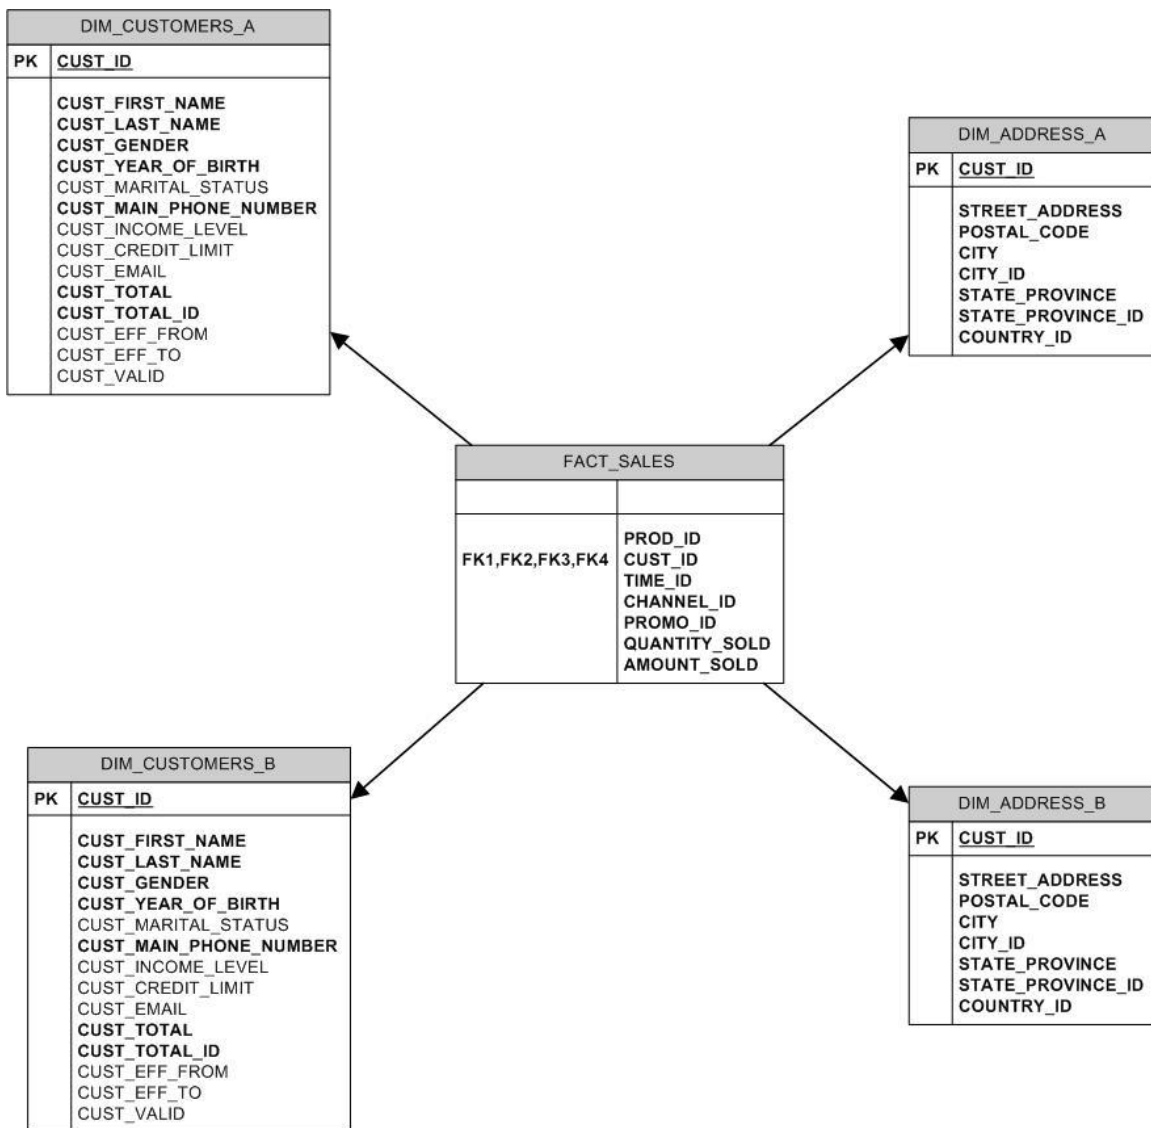 DIM_CUSTOMERS_A
PK CUST_ID
CUST_FIRST_NAME
CUST_LAST_NAME
CUST_GENDER
CUST_YEAR_OF_BIRTH
CUST_MARITAL_STATUS
CUST_MAIN_PHONE_NUMBER
CUST_INCOME_LEVEL
CUST_CREDIT_LIMIT
CUST_EMAIL
CUST_TOTAL
CUST_TOTAL_ID
CUST_EFF_FROM
CUST_EFF_TO
CUST_VALID
DIM_ADDRESS_A
PK CUST_ID
STREET_ADDRESS
POSTAL_CODE
CITY
CITY_ID
STATE_PROVINCE
STATE_PROVINCE_ID
COUNTRY_ID
FACT_SALES
PROD_ID
FK1,FK2,FK3,FK4 CUST_ID
TIME_ID
CHANNEL_ID
PROMO_ID
QUANTITY_SOLD
AMOUNT_SOLD
DIM_CUSTOMERS_B
PK CUST_ID
CUST_FIRST_NAME
CUST_LAST_NAME
CUST_GENDER
CUST_YEAR_OF_BIRTH
CUST_MARITAL_STATUS
CUST_MAIN_PHONE_NUMBER
CUST_INCOME_LEVEL
CUST_CREDIT_LIMIT
CUST_EMAIL
CUST_TOTAL
CUST_TOTAL_ID
CUST_EFF_FROM
CUST_EFF_TO
CUST_VALID
DIM_ADDRESS_B
PK CUST_ID
STREET_ADDRESS
POSTAL_CODE
CITY
CITY_ID
STATE_PROVINCE
STATE_PROVINCE_ID
COUNTRY_ID